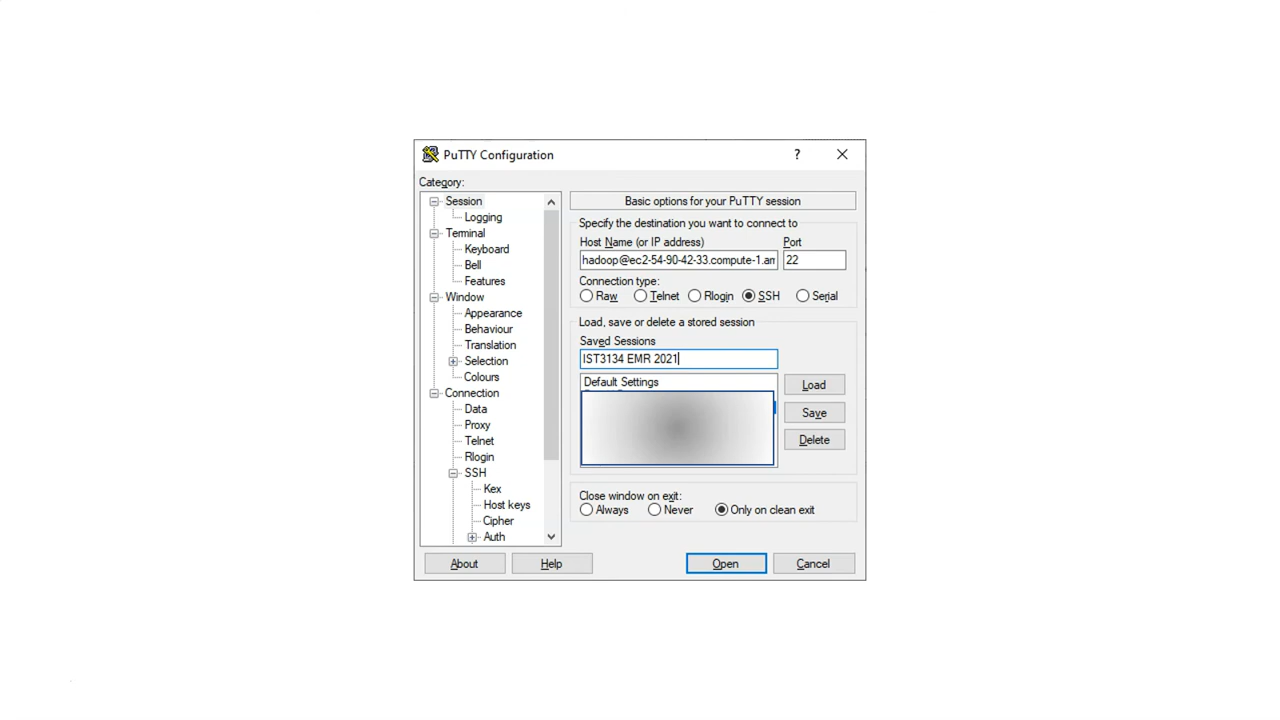 PuTTY Configuration
?
Category:
Session
Logging
Terminal
Keyboard
Bell
Features
Window
Appearance
Behaviour
Translation
Selection
Colours
Connection
Data
Proxy
Telnet
Rlogin
SSH
Kex
Host keys
Cipher
Auth
Basic options for your PuTTY session
Specify the destination you want to connect to
Host Name (or IP address) Port
hadoop@ec2-54-90-42-33.compute-1.am 22
Connection type:
Raw Telnet Rlogin SSH Serial
Load, save or delete a stored session
Saved Sessions
IST3134 EMR 2021
Default Settings
Load
Save
Delete
Close window on exit:
Always Never Only on clean exit
About Help Open Cancel